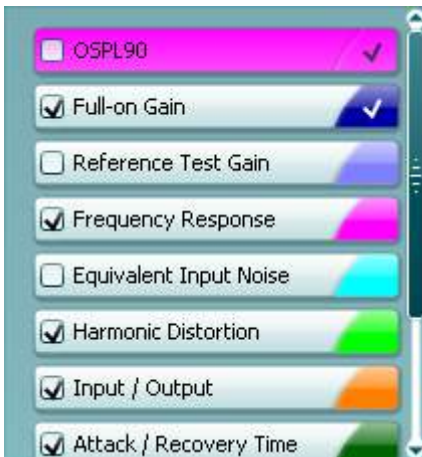 OSPL90
Full-on Gain
Reference Test Gain
Frequency Response
Equivalent Input Noise
Harmonic Distortion
Input / Output
Attack / Recovery Time